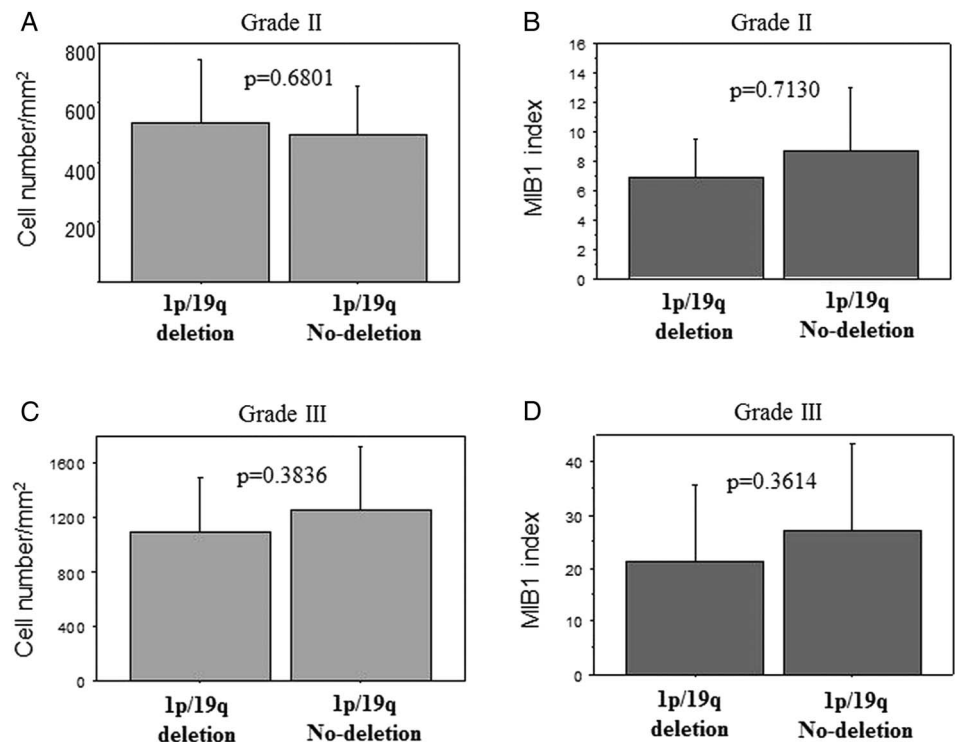 A
Grade II
Cell number/mm²
800
600
400
200
p=0.6801
1p/19q
deletion
1p/19q
No-deletion
B
Grade II
MIB1 index
16
14
12
10
8
6
4
2
0
p=0.7130
1p/19q
deletion
1p/19q
No-deletion
C
Grade III
Cell number/mm²
1600
1200
800
400
0
p=0.3836
1p/19q
deletion
1p/19q
No-deletion
D
Grade III
MIB1 index
40
30
20
10
0
p=0.3614
1p/19q
deletion
1p/19q
No-deletion